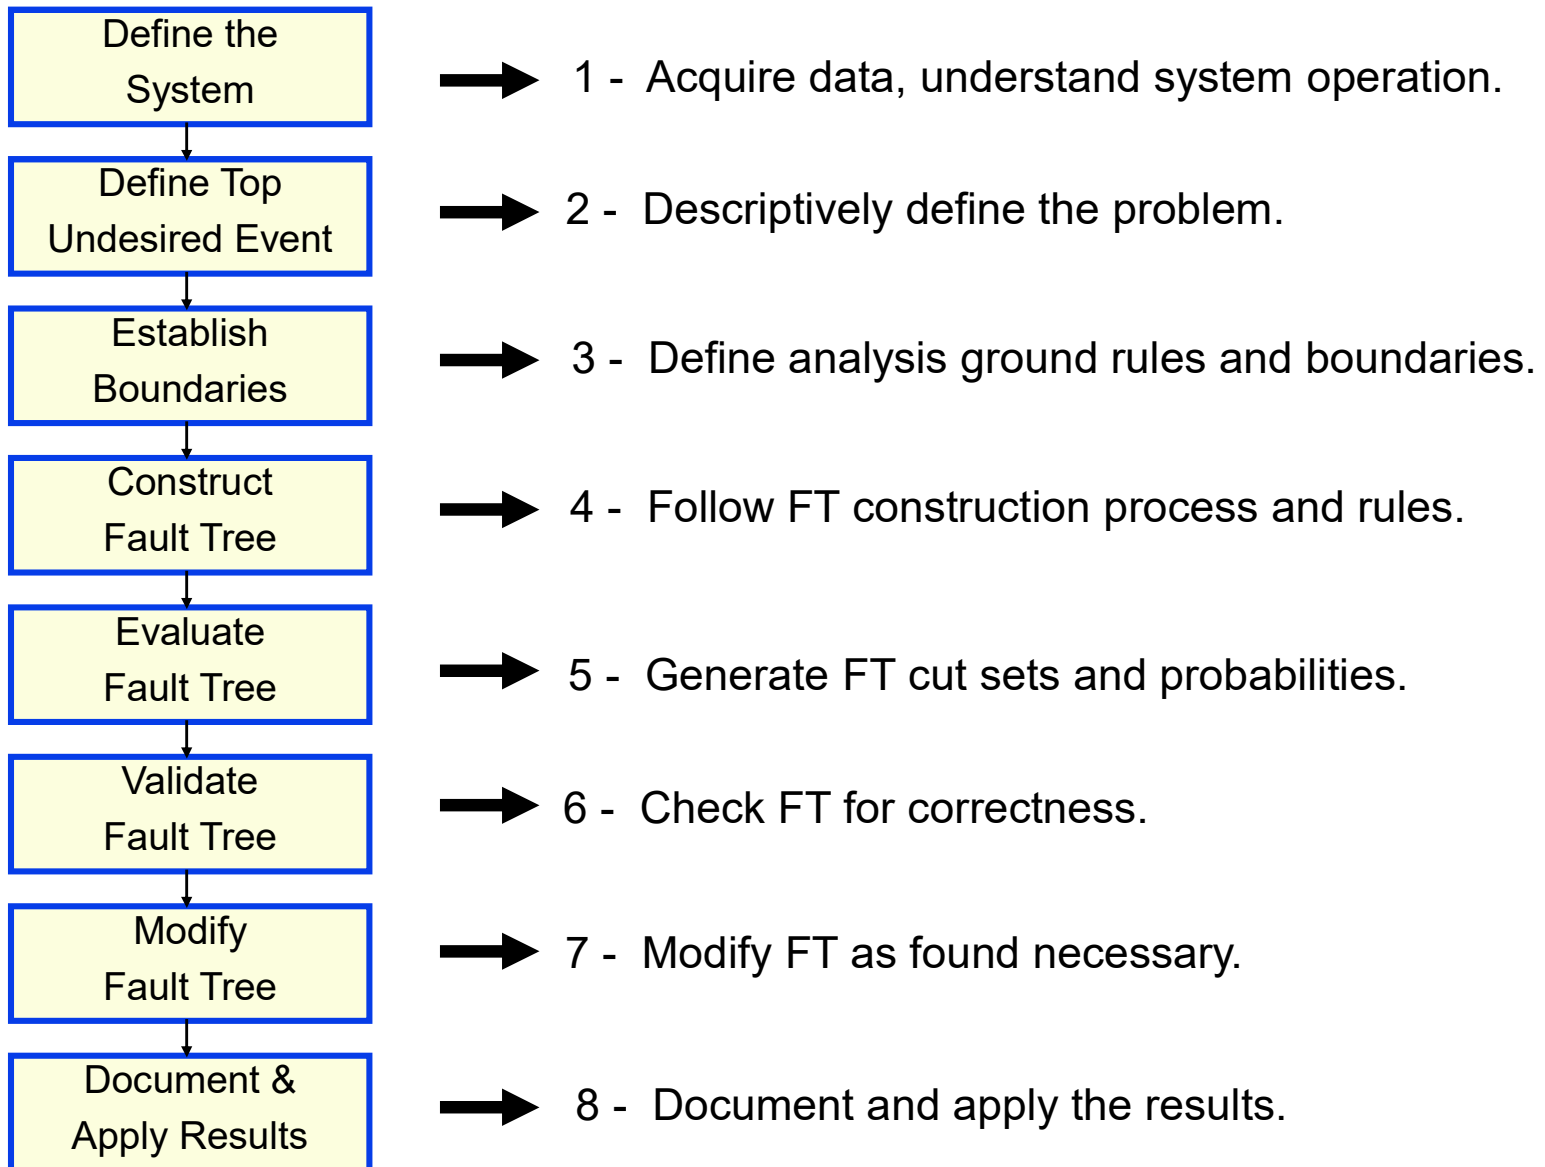 Define the
System
1 - Acquire data, understand system operation.
Define Top
Undesired Event
2 - Descriptively define the problem.
Establish
Boundaries
3 - Define analysis ground rules and boundaries.
Construct
Fault Tree
4 - Follow FT construction process and rules.
Evaluate
Fault Tree
5 - Generate FT cut sets and probabilities.
Validate
Fault Tree
6 - Check FT for correctness.
Modify
Fault Tree
7 - Modify FT as found necessary.
Document &
Apply Results
8 - Document and apply the results.